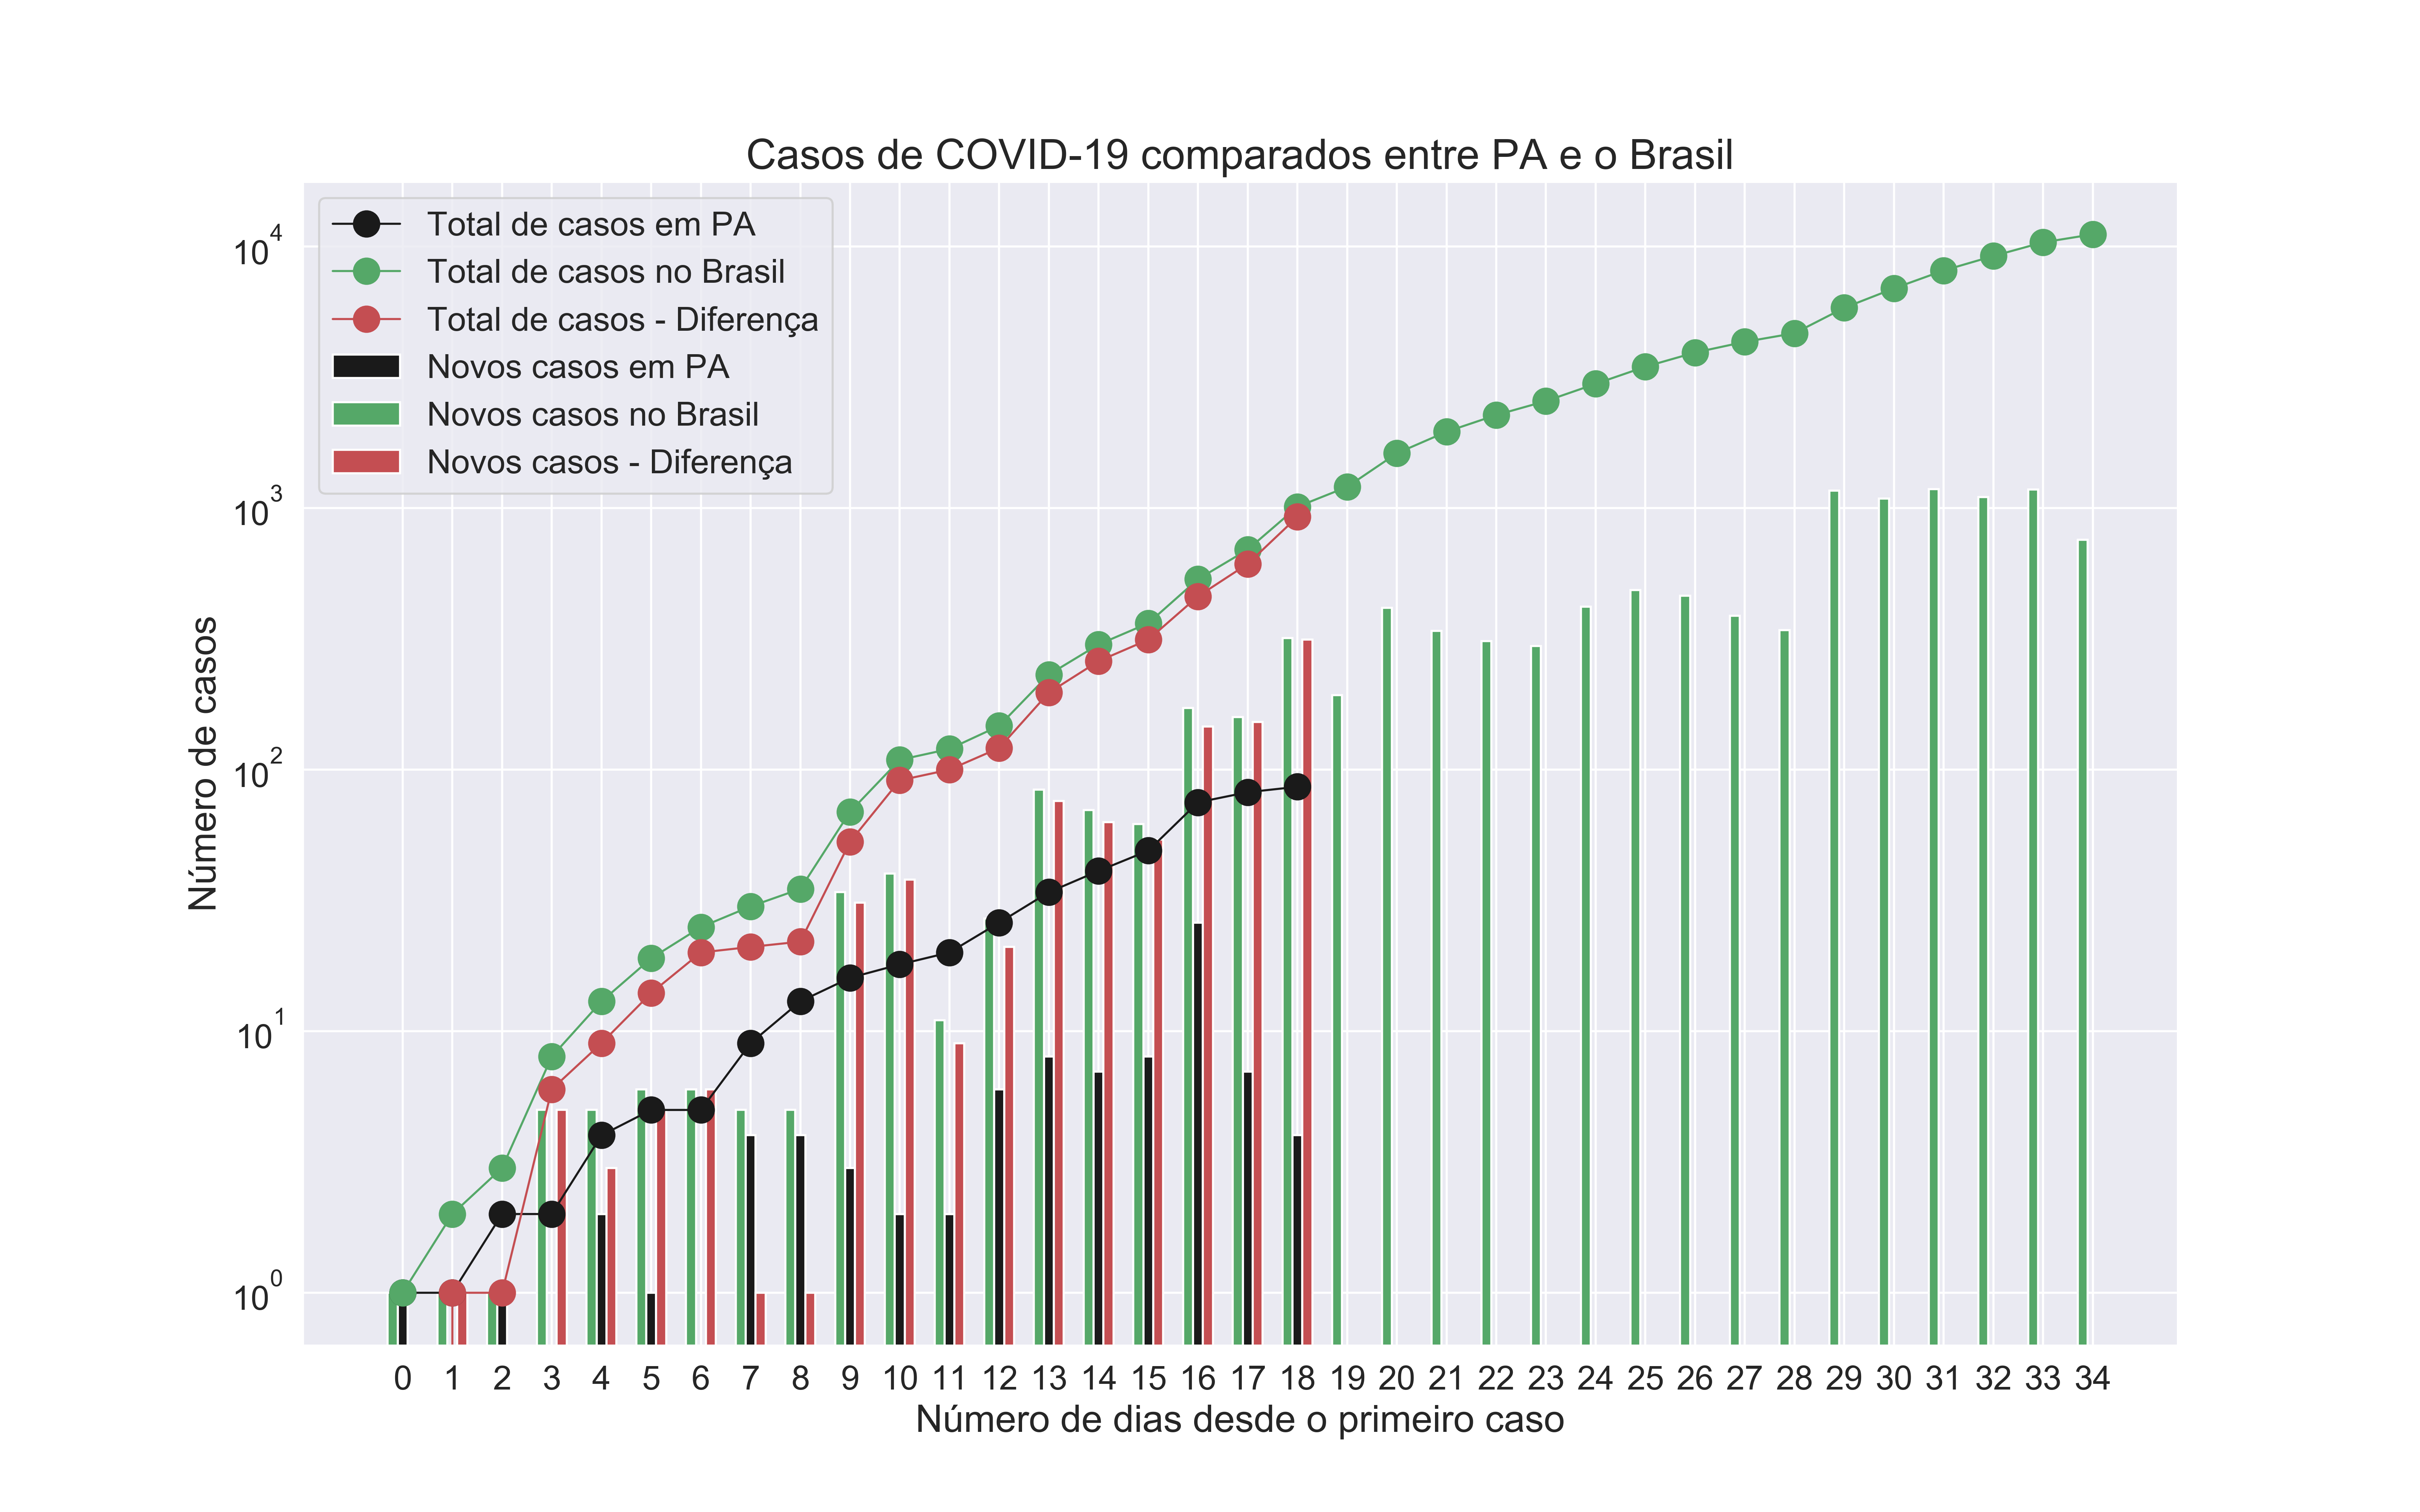 Casos de COVID-19 comparados entre PA e o Brasil
Total de casos em PA
Total de casos no Brasil
Total de casos - Diferença
Novos casos em PA
Novos casos no Brasil
Novos casos - Diferença
10^4
10^3
10^2
10^1
10^0
Número de casos
0 1 2 3 4 5 6 7 8 9 10 11 12 13 14 15 16 17 18 19 20 21 22 23 24 25 26 27 28 29 30 31 32 33 34
Número de dias desde o primeiro caso